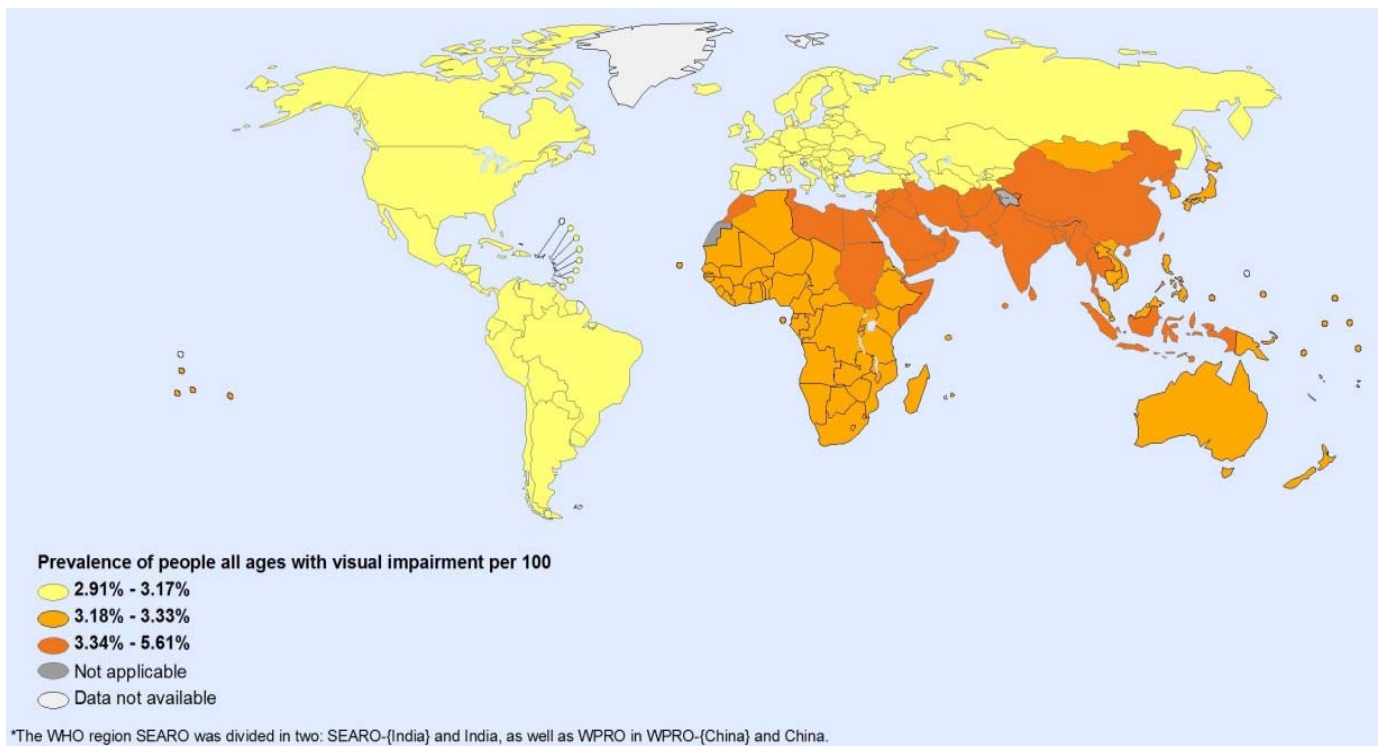 Prevalence of people all ages with visual impairment per 100
2.91% - 3.17%
3.18% - 3.33%
3.34% - 5.61%
Not applicable
Data not available
*The WHO region SEARO was divided in two: SEARO-{India} and India, as well as WPRO in WPRO-{China} and China.